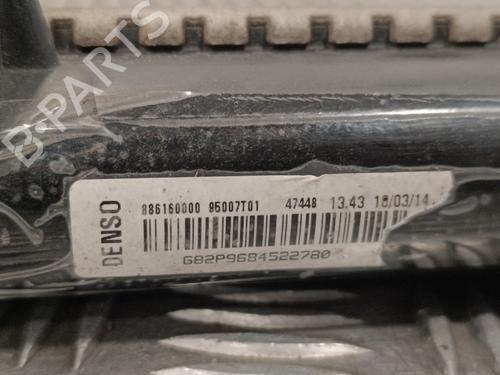 B-PARTS
DENSO
886160000 95007T01 47448 13.43 18/03/14
G82P9684522780